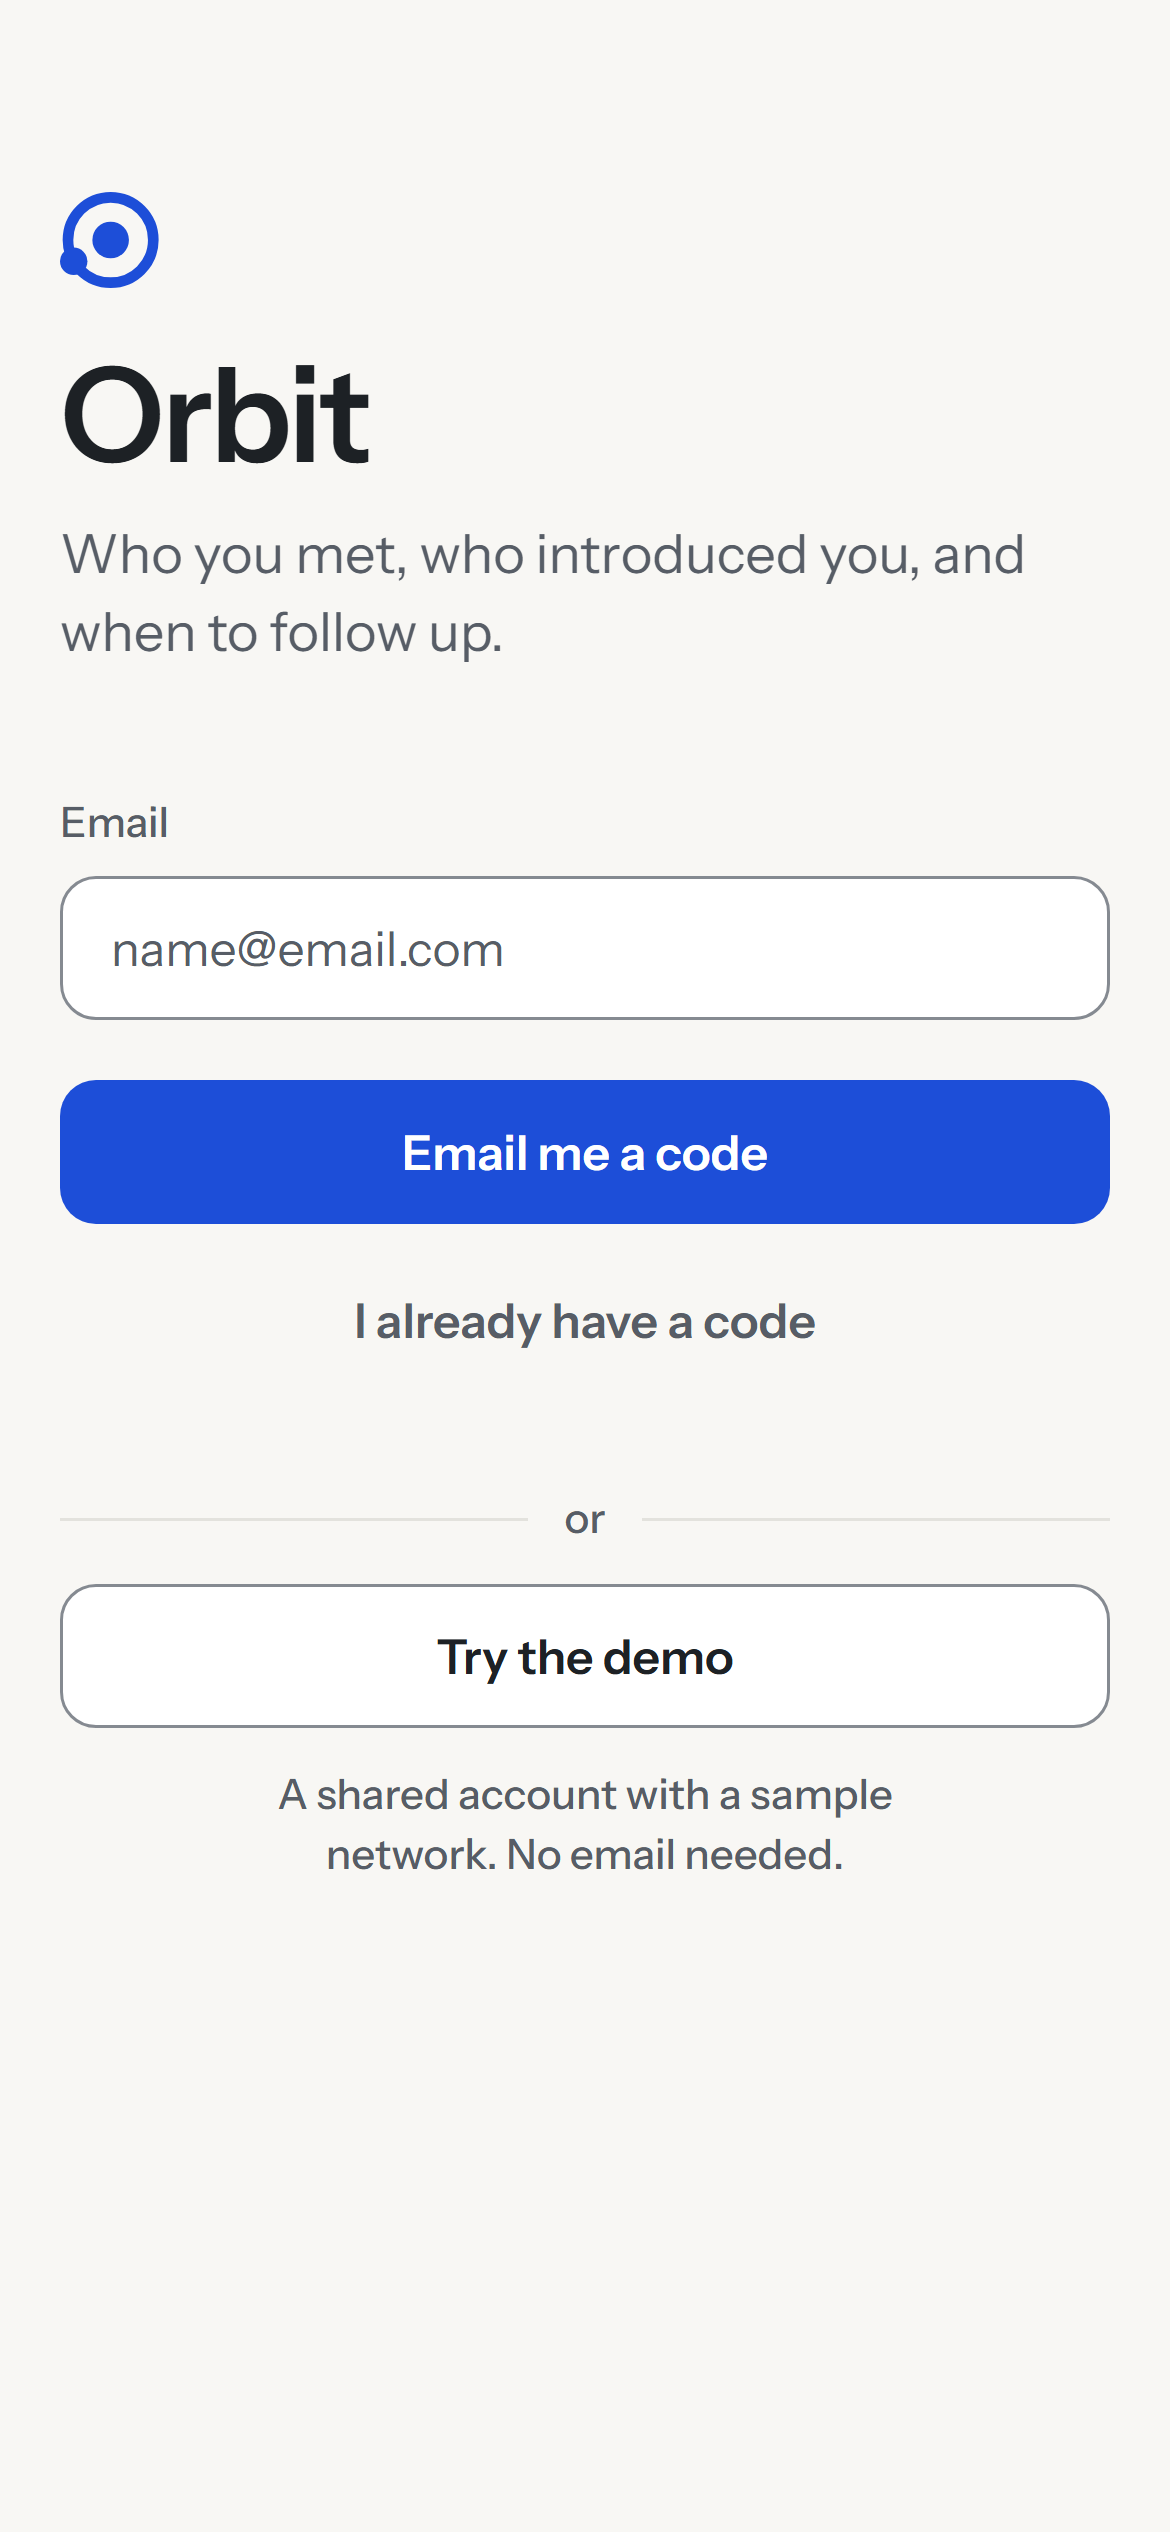 Orbit
Who you met, who introduced you, and
when to follow up.
Email
name@email.com
Email me a code
I already have a code
or
Try the demo
A shared account with a sample
network. No email needed.